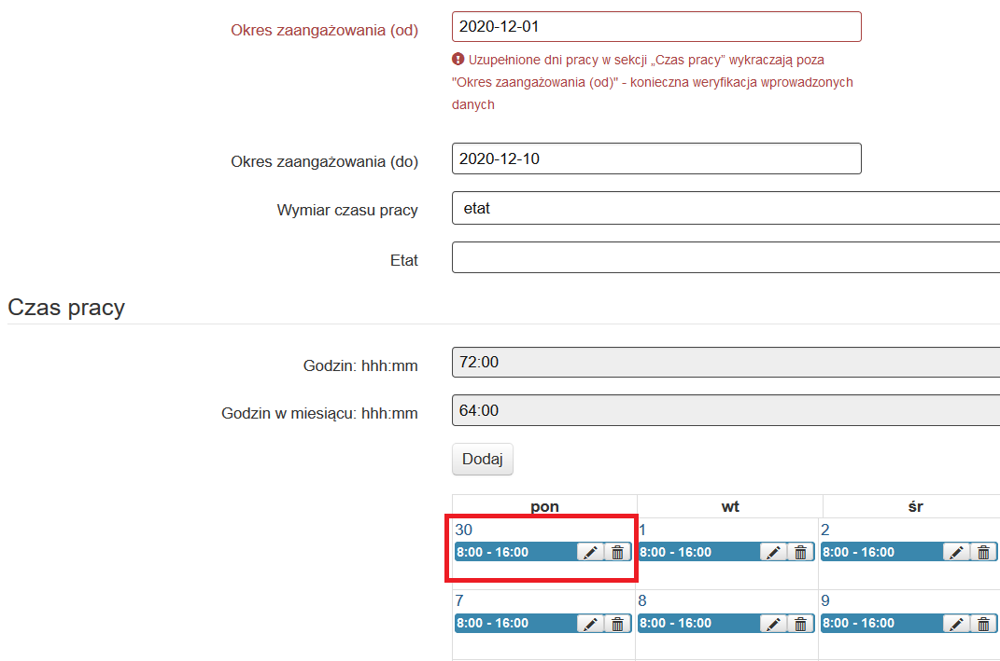 Okres zaangażowania (od)
2020-12-01
Uzupełnione dni pracy w sekcji „Czas pracy” wykraczają poza
"Okres zaangażowania (od)" - konieczna weryfikacja wprowadzonych
danych
Okres zaangażowania (do)
2020-12-10
Wymiar czasu pracy
etat
Etat
Czas pracy
Godzin: hhh:mm
72:00
Godzin w miesiącu: hhh:mm
64:00
Dodaj
pon wt śr
30 1 2
8:00 - 16:00 8:00 - 16:00 8:00 - 16:00
7 8 9
8:00 - 16:00 8:00 - 16:00 8:00 - 16:00